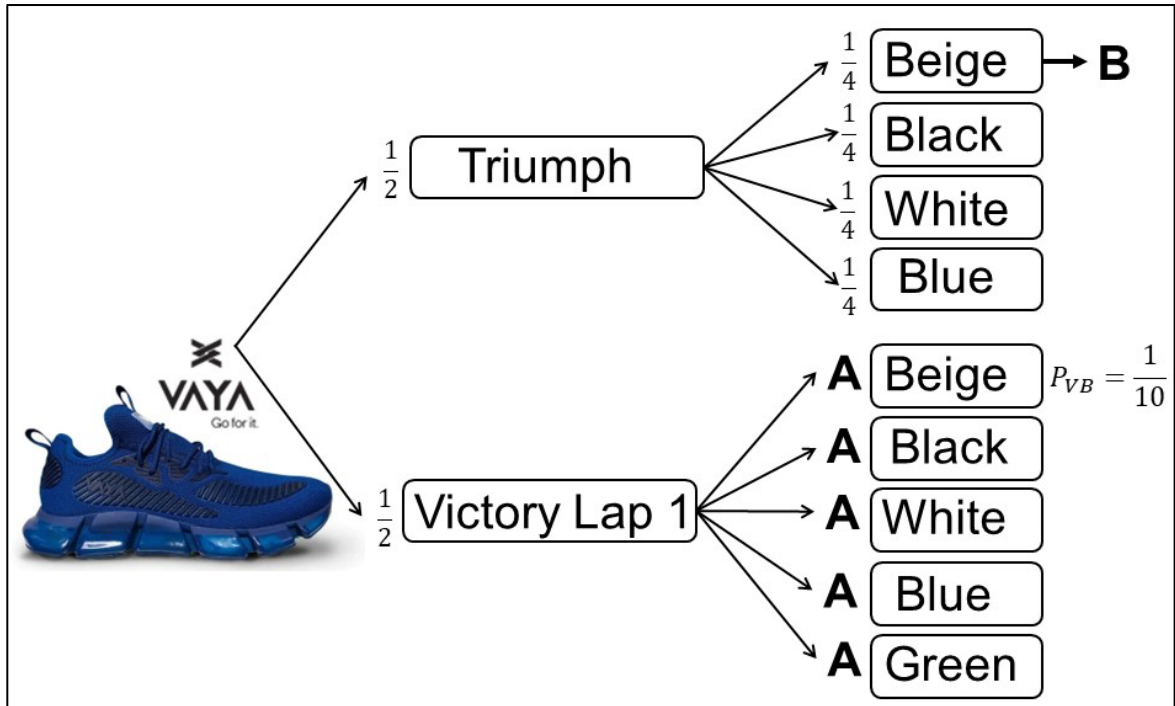 1/4 Beige → B
1/4 Black
1/2 Triumph
1/4 White
1/4 Blue
VAYA
Go for it.
A Beige P_VB = 1/10
A Black
1/2 Victory Lap 1
A White
A Blue
A Green